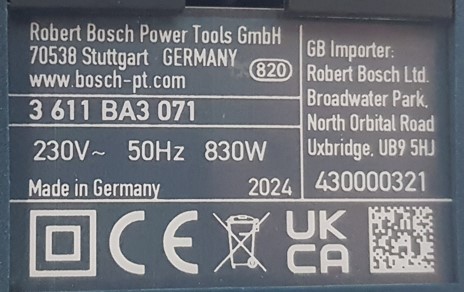 Robert Bosch Power Tools GmbH
70538 Stuttgart GERMANY
www.bosch-pt.com
820
3 611 BA3 071
230V~ 50Hz 830W
Made in Germany 2024
GB Importer:
Robert Bosch Ltd.
Broadwater Park,
North Orbital Road
Uxbridge, UB9 5HJ
430000321
CE
UK
CA